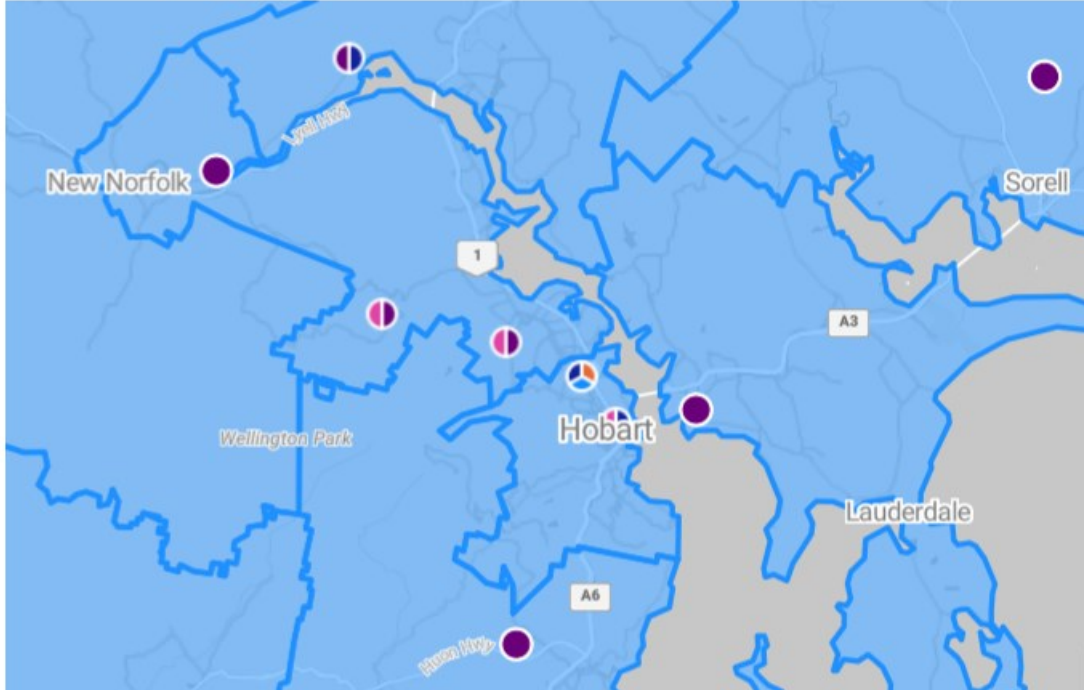 Lyell Hwy
New Norfolk
Sorell
1
A3
Hobart
Wellington Park
Lauderdale
A6
Huon Hwy